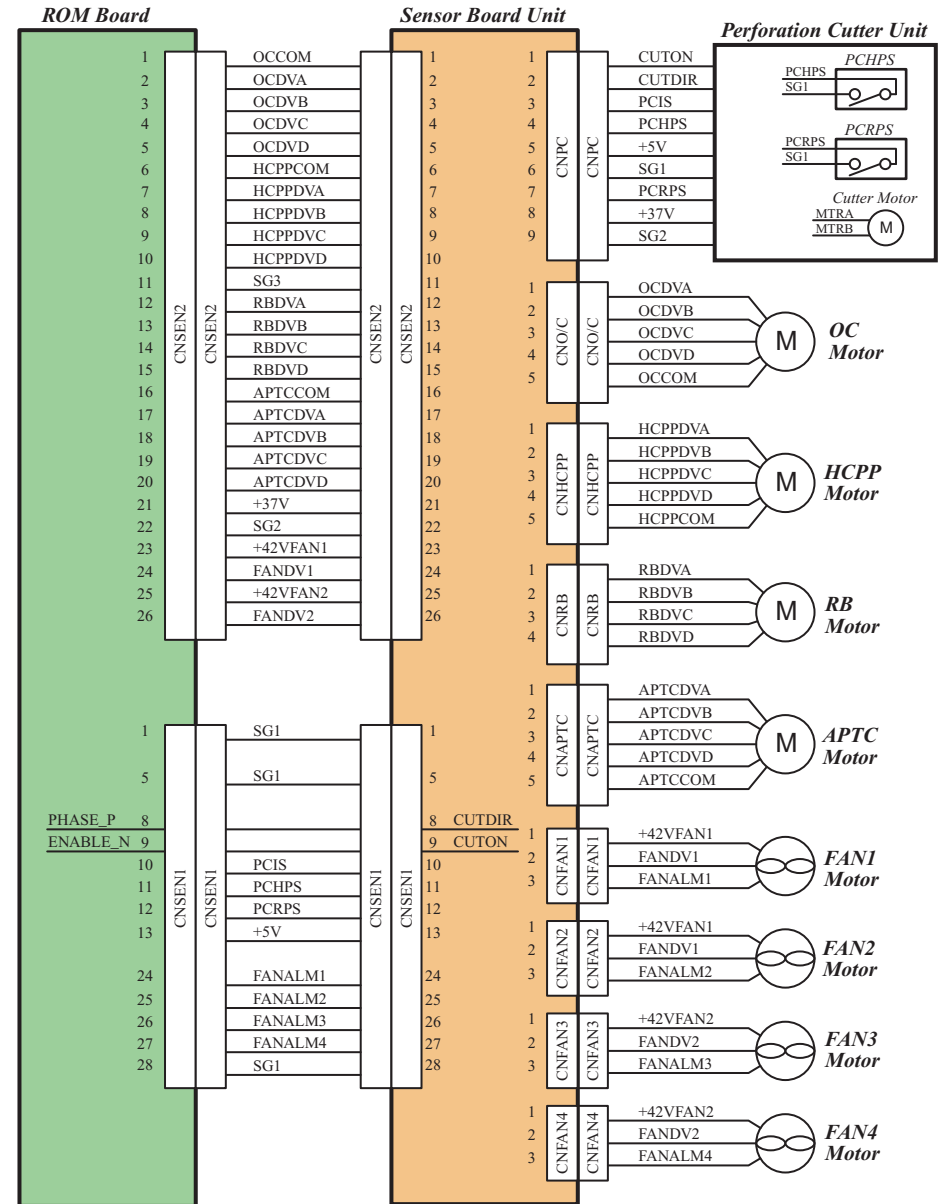 ROM Board
Sensor Board Unit
Perforation Cutter Unit
1 OCCOM 1
2 OCDVA 2
3 OCDVB 3
4 OCDVC 4
5 OCDVD 5
6 HCPPCOM 6
7 HCPPDVA 7
8 HCPPDVB 8
9 HCPPDVC 9
10 HCPPDVD 10
11 SG3 11
12 RBDVA 12
13 RBDVB 13
14 RBDVC 14
15 RBDVD 15
16 APTCCOM 16
17 APTCDVA 17
18 APTCDVB 18
19 APTCDVC 19
20 APTCDVD 20
21 +37V 21
22 SG2 22
23 +42VFAN1 23
24 FANDV1 24
25 +42VFAN2 25
26 FANDV2 26
CNSEN2 CNSEN2 CNSEN2 CNSEN2
1 SG1 1
5 SG1 5
PHASE_P 8 8 CUTDIR
ENABLE_N 9 9 CUTON
10 PCIS 10
11 PCHPS 11
12 PCRPS 12
13 +5V 13
24 FANALM1 24
25 FANALM2 25
26 FANALM3 26
27 FANALM4 27
28 SG1 28
CNSEN1 CNSEN1 CNSEN1 CNSEN1
1 CUTON
2 CUTDIR
3 PCIS
4 PCHPS
5 +5V
6 SG1
7 PCRPS
8 +37V
9 SG2
CNPC CNPC
PCHPS
PCHPS
SG1
PCRPS
PCRPS
SG1
Cutter Motor
MTRA
MTRB
M
1 OCDVA
2 OCDVB
3 OCDVC
4 OCDVD
5 OCCOM
CNO/C CNO/C
M
OC
Motor
1 HCPPDVA
2 HCPPDVB
3 HCPPDVC
4 HCPPDVD
5 HCPPCOM
CNHCPP CNHCPP
M
HCPP
Motor
1 RBDVA
2 RBDVB
3 RBDVC
4 RBDVD
CNRB CNRB
M
RB
Motor
1 APTCDVA
2 APTCDVB
3 APTCDVC
4 APTCDVD
5 APTCCOM
CNAPTC CNAPTC
M
APTC
Motor
1 +42VFAN1
2 FANDV1
3 FANALM1
CNFAN1 CNFAN1
FAN1
Motor
1 +42VFAN1
2 FANDV1
3 FANALM2
CNFAN2 CNFAN2
FAN2
Motor
1 +42VFAN2
2 FANDV2
3 FANALM3
CNFAN3 CNFAN3
FAN3
Motor
1 +42VFAN2
2 FANDV2
3 FANALM4
CNFAN4 CNFAN4
FAN4
Motor